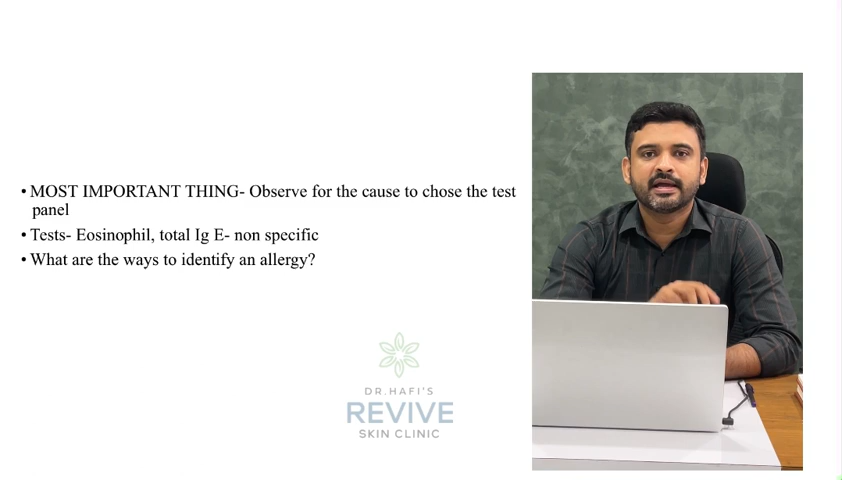 • MOST IMPORTANT THING- Observe for the cause to chose the test
panel
• Tests- Eosinophil, total Ig E- non specific
• What are the ways to identify an allergy?
DR.HAFI'S
REVIVE
SKIN CLINIC